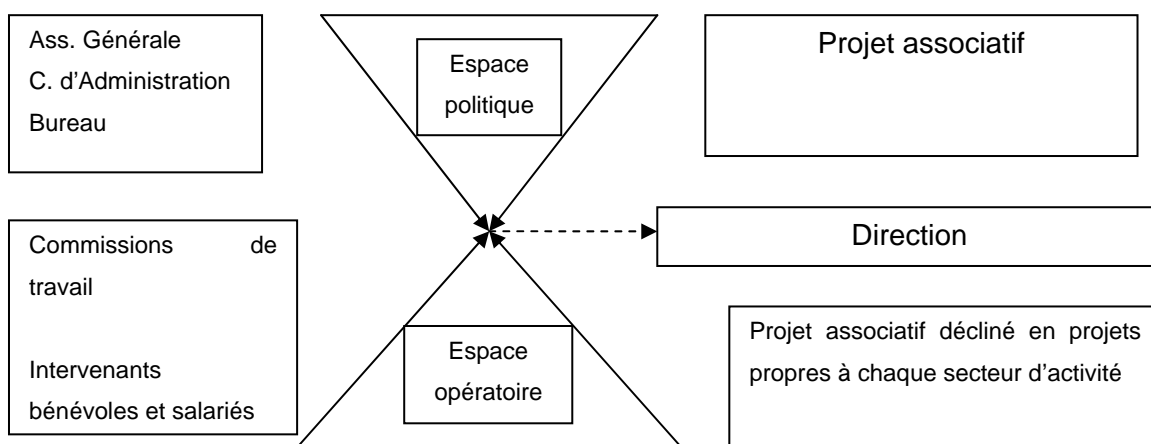 Ass. Générale
C. d'Administration
Bureau
Espace
politique
Projet associatif
Commissions de
travail
Intervenants
bénévoles et salariés
Direction
Espace
opératoire
Projet associatif décliné en projets
propres à chaque secteur d'activité